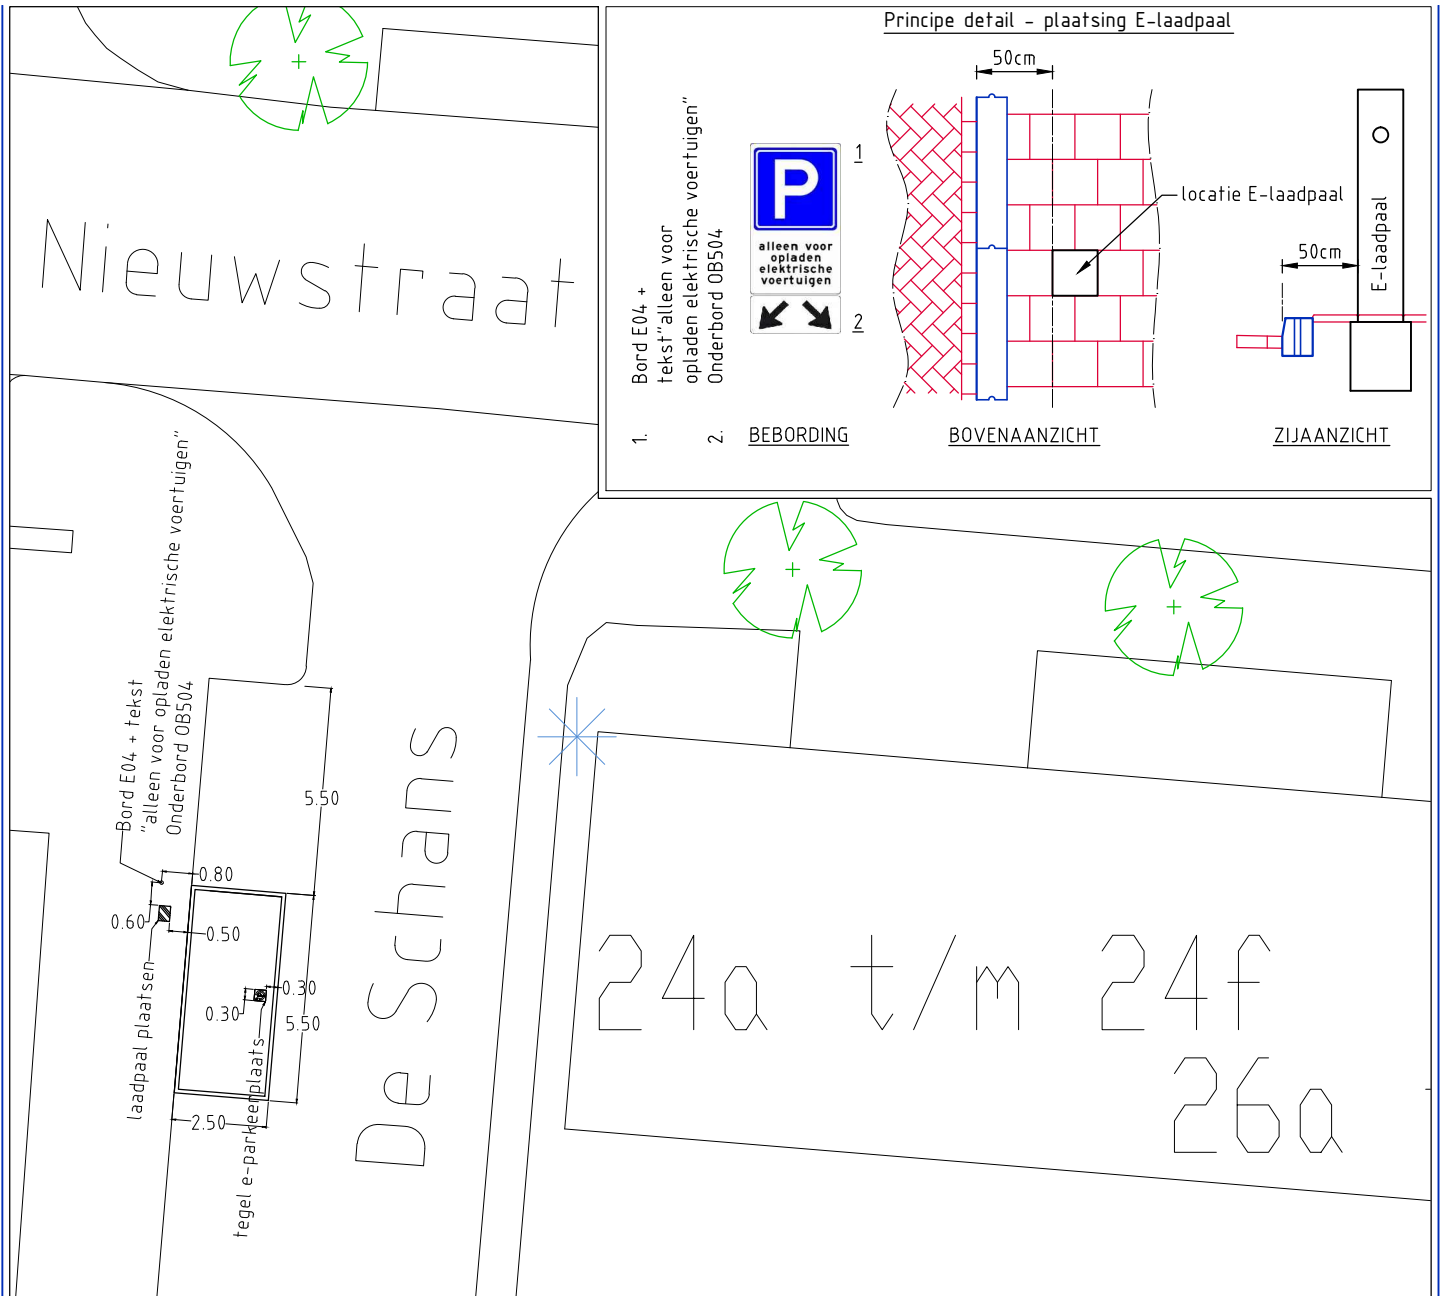 Principe detail - plaatsing E-laadpaal
1. Bord E04 +
tekst"alleen voor
opladen elektrische voertuigen"
2. Onderbord OB504
P
alleen voor
opladen
elektrische
voertuigen
1
2
BEBORDING
50cm
locatie E-laadpaal
BOVENAANZICHT
50cm
E-laadpaal
ZIJAANZICHT
Nieuwstraat
Bord E04 + tekst
"alleen voor opladen elektrische voertuigen"
Onderbord OB504
5.50
0.80
0.60
0.50
0.30
0.30
5.50
2.50
laadpaal plaatsen
tegel e-parkeerplaats
De Schans
24a t/m 24f
26a